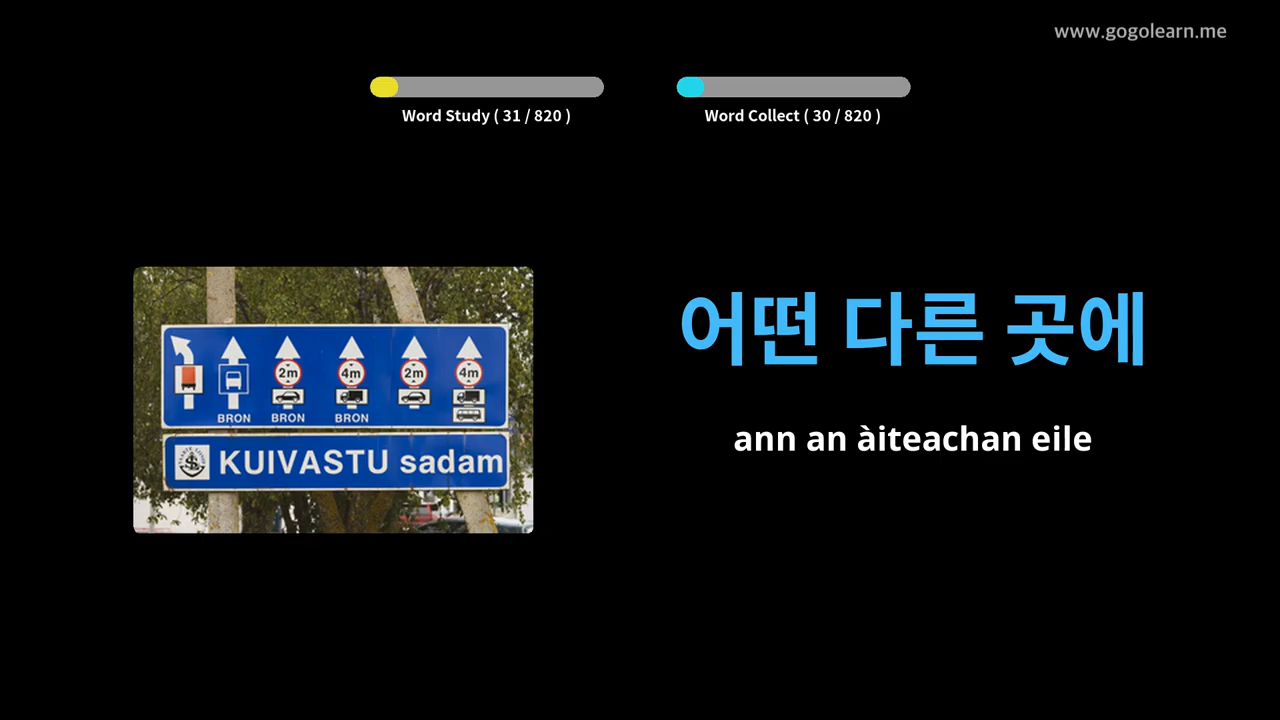 www.gogolearn.me
Word Study ( 31 / 820 )
Word Collect ( 30 / 820 )
2m
4m
2m
4m
BRON
BRON
BRON
KUIVASTU sadam
어떤 다른 곳에
ann an àiteachan eile